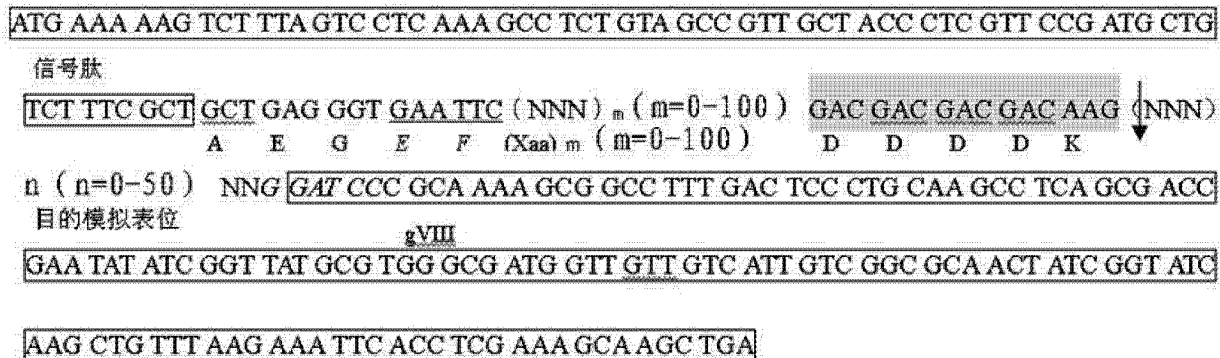 ATG AAA AAG TCT TTA GTC CTC AAA GCC TCT GTA GCC GTT GCT ACC CTC GTT CCG ATG CTG
信号肽
TCT TTC GCT GCT GAG GGT GAA TTC (NNN) m (m=0-100) GAC GAC GAC GAC AAG (NNN)
A E G E F (Xaa) m (m=0-100) D D D D K
n (n=0-50) NNG GAT CCC GCA AAA GCG GCC TTT GAC TCC CTG CAA GCC TCA GCG ACC
目的模拟表位
gVIII
GAA TAT ATC GGT TAT GCG TGG GCG ATG GTT GTT GTC ATT GTC GGC GCA ACT ATC GGT ATC
AAG CTG TTT AAG AAA TTC ACC TCG AAA GCA AGC TGA